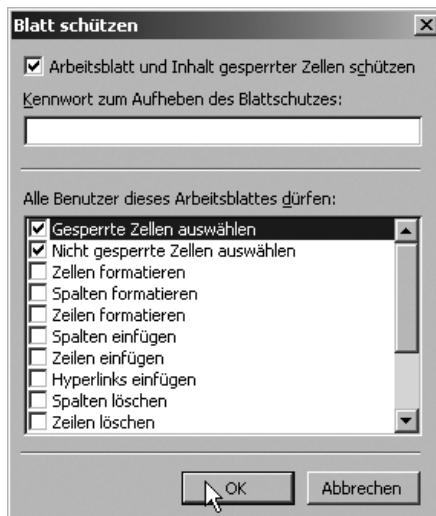 Blatt schützen
Arbeitsblatt und Inhalt gesperrter Zellen schützen
Kennwort zum Aufheben des Blattschutzes:
Alle Benutzer dieses Arbeitsblattes dürfen:
Gesperrte Zellen auswählen
Nicht gesperrte Zellen auswählen
Zellen formatieren
Spalten formatieren
Zeilen formatieren
Spalten einfügen
Zeilen einfügen
Hyperlinks einfügen
Spalten löschen
Zeilen löschen
OK
Abbrechen